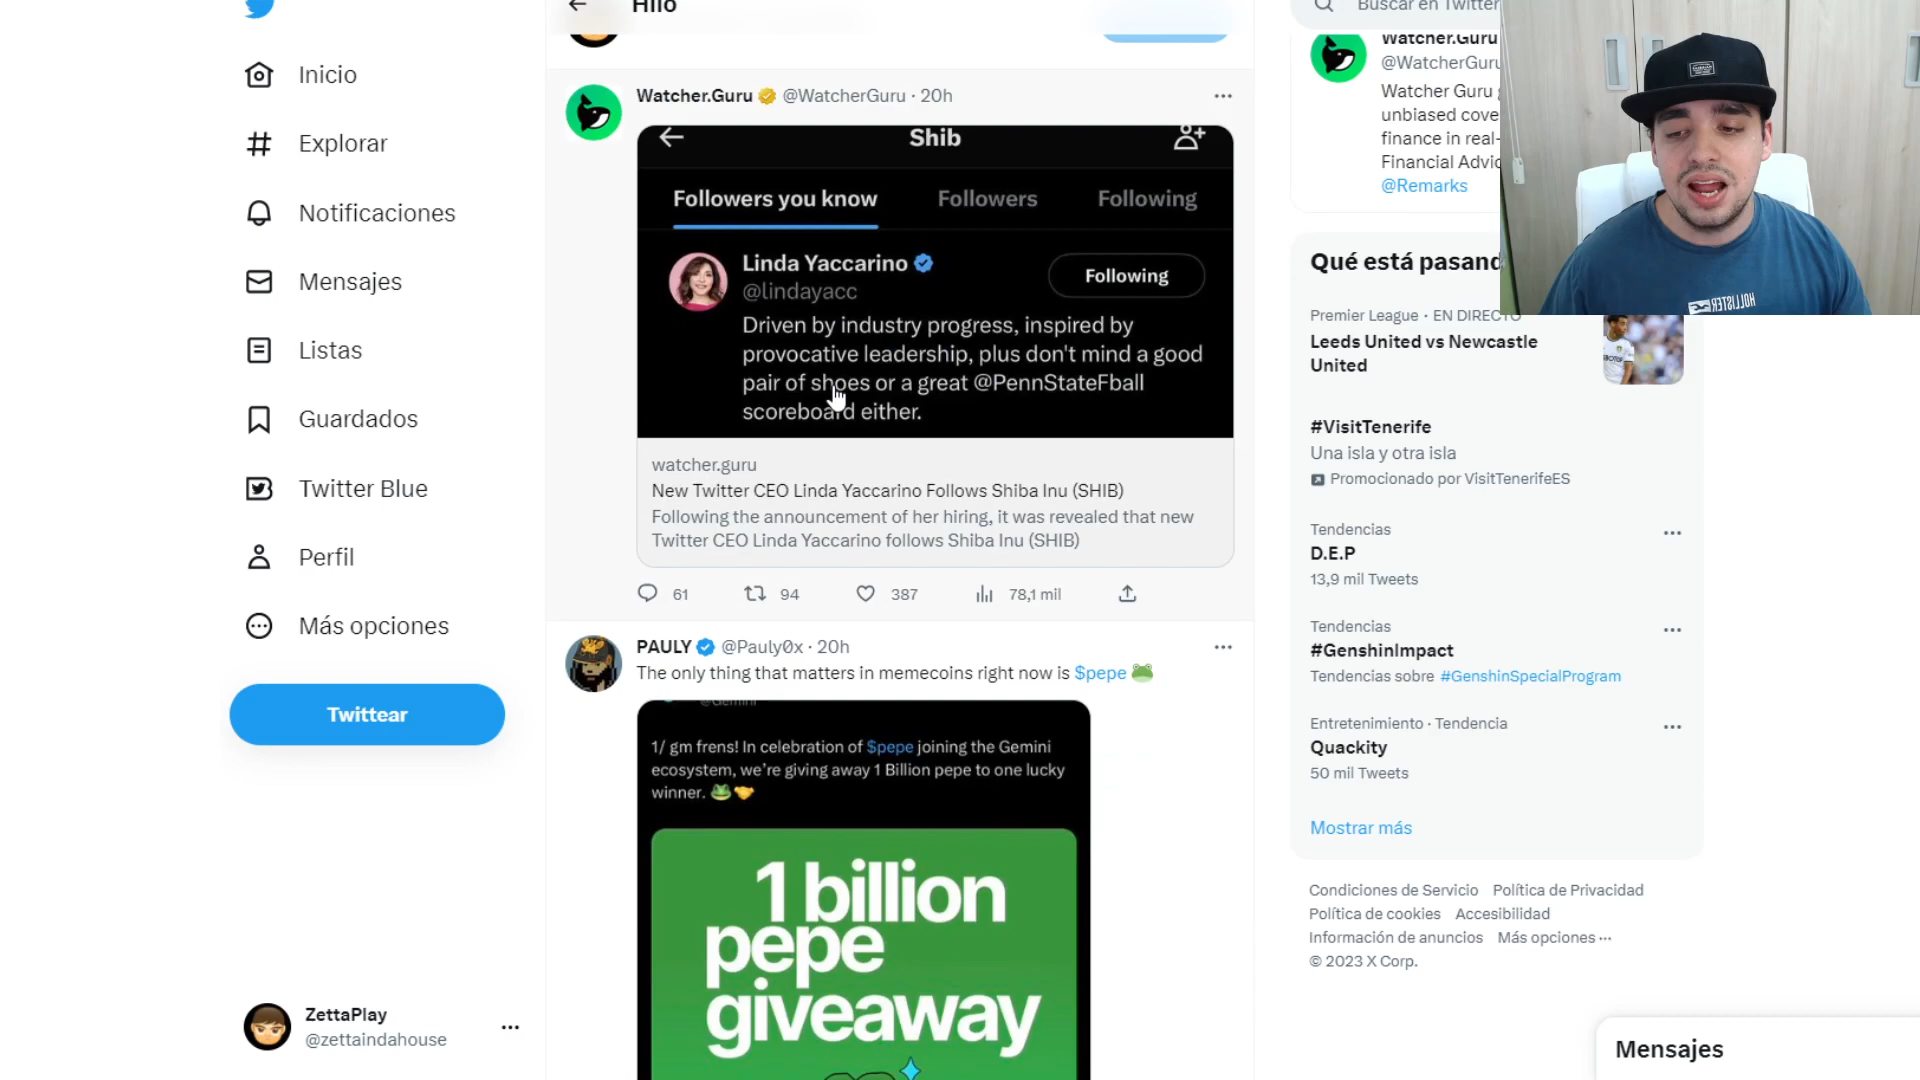 Hilo
Inicio
Explorar
Notificaciones
Mensajes
Listas
Guardados
Twitter Blue
Perfil
Más opciones
Twittear
ZettaPlay
@zettaindahouse
Watcher.Guru @WatcherGuru · 20h
Shib
Followers you know Followers Following
Linda Yaccarino
@lindayacc
Following
Driven by industry progress, inspired by
provocative leadership, plus don't mind a good
pair of shoes or a great @PennStateFball
scoreboard either.
watcher.guru
New Twitter CEO Linda Yaccarino Follows Shiba Inu (SHIB)
Following the announcement of her hiring, it was revealed that new
Twitter CEO Linda Yaccarino follows Shiba Inu (SHIB)
61 94 387 78,1 mil
PAULY @Pauly0x · 20h
The only thing that matters in memecoins right now is $pepe 🐸
@Gemini
1/ gm frens! In celebration of $pepe joining the Gemini
ecosystem, we're giving away 1 Billion pepe to one lucky
winner. 🐸🤝
1 billion
pepe
giveaway
Buscar en Twitter
Watcher.Guru
@WatcherGuru
Watcher Guru
unbiased cove
finance in real-
Financial Advic
@Remarks
Qué está pasand
Premier League · EN DIRECTO
Leeds United vs Newcastle
United
#VisitTenerife
Una isla y otra isla
Promocionado por VisitTenerifeES
Tendencias
D.E.P
13,9 mil Tweets
Tendencias
#GenshinImpact
Tendencias sobre #GenshinSpecialProgram
Entretenimiento · Tendencia
Quackity
50 mil Tweets
Mostrar más
Condiciones de Servicio Política de Privacidad
Política de cookies Accesibilidad
Información de anuncios Más opciones ···
© 2023 X Corp.
Mensajes
HOLLISTER